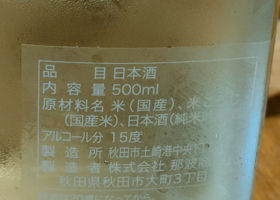 品 目 日本酒
内 容 量 500ml
原材料名 米(国産)、米こ
(国産米)、日本酒(純米
アルコール分 15度
製 造 所 秋田市土崎港中央
製 造 者 株式会社 那波
秋田県秋田市大町3丁目